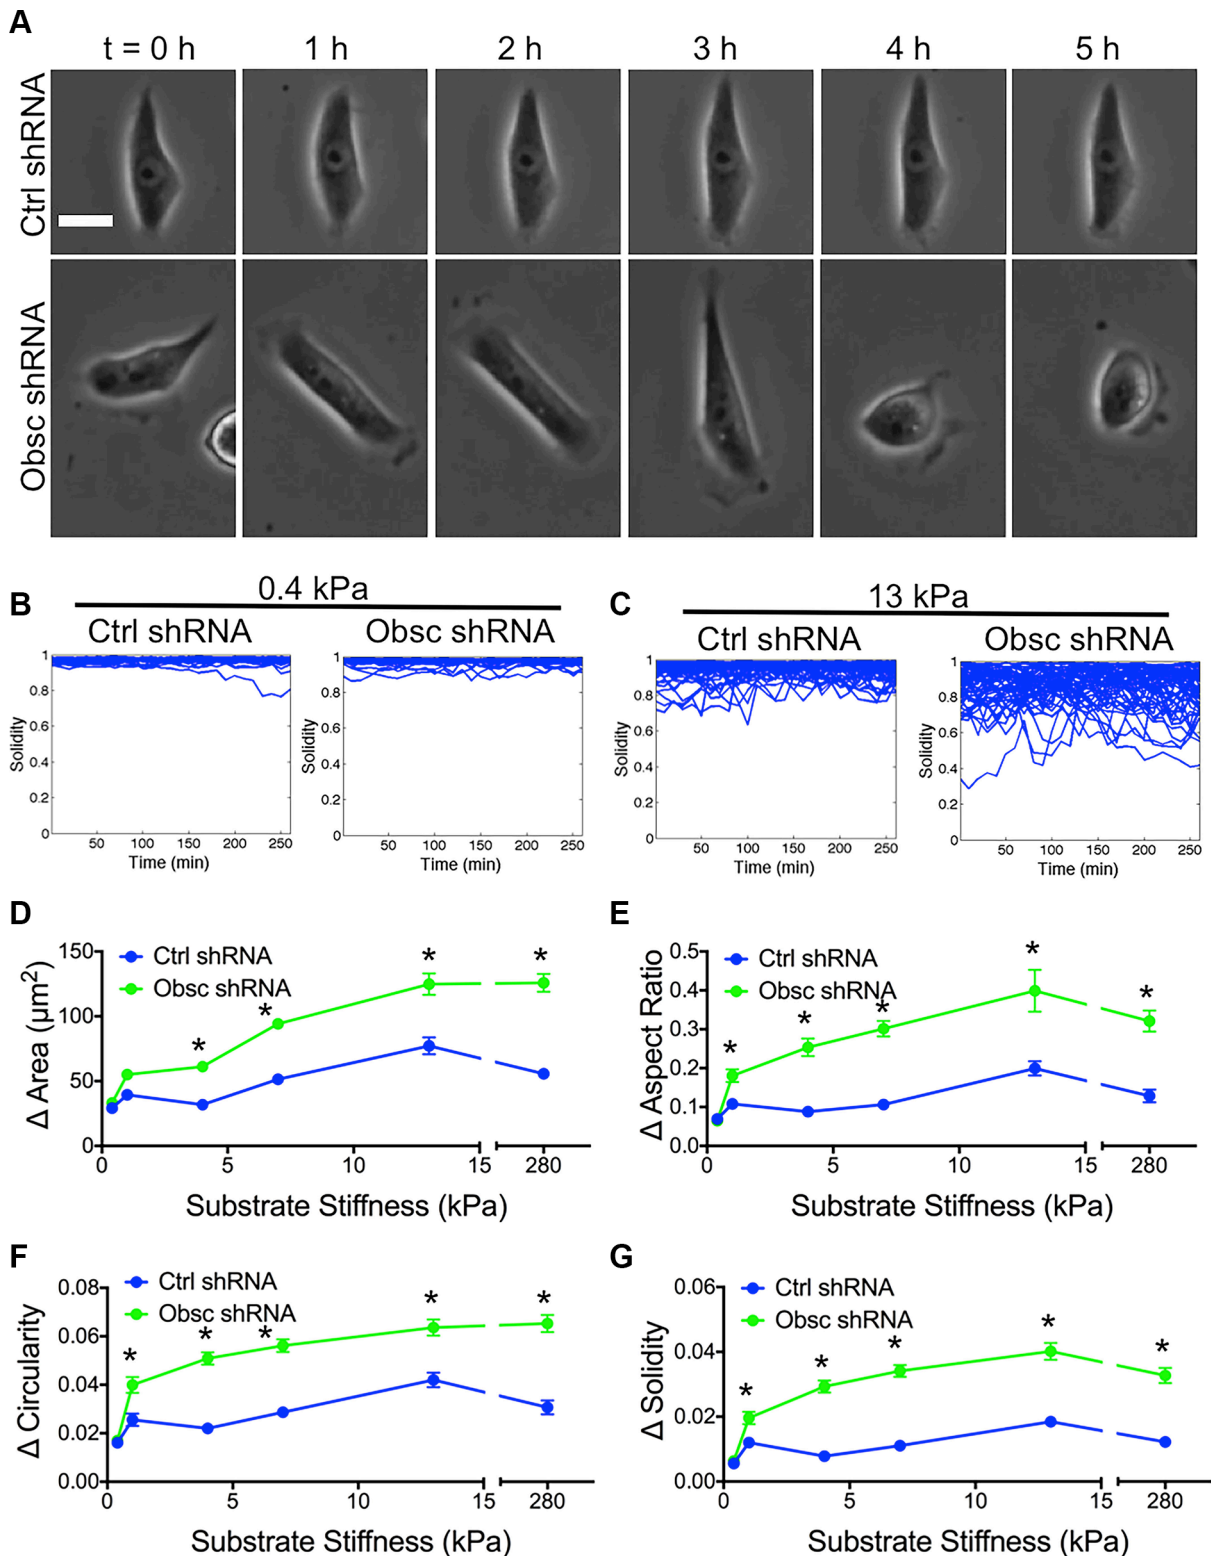 A
t = 0 h 1 h 2 h 3 h 4 h 5 h
Ctrl shRNA
Obsc shRNA
B
0.4 kPa
Ctrl shRNA Obsc shRNA
Solidity
1
0.8
0.6
0.4
0.2
0
50 100 150 200 250
Time (min)
Solidity
1
0.8
0.6
0.4
0.2
0
50 100 150 200 250
Time (min)
C
13 kPa
Ctrl shRNA Obsc shRNA
Solidity
1
0.8
0.6
0.4
0.2
0
50 100 150 200 250
Time (min)
Solidity
1
0.8
0.6
0.4
0.2
0
50 100 150 200 250
Time (min)
D
Δ Area (µm²)
150
100
50
0
Ctrl shRNA
Obsc shRNA
* * * *
0 5 10 15 280
Substrate Stiffness (kPa)
E
Δ Aspect Ratio
0.5
0.4
0.3
0.2
0.1
0.0
Ctrl shRNA
Obsc shRNA
* * * * *
0 5 10 15 280
Substrate Stiffness (kPa)
F
Δ Circularity
0.08
0.06
0.04
0.02
0.00
Ctrl shRNA
Obsc shRNA
* * * * *
0 5 10 15 280
Substrate Stiffness (kPa)
G
Δ Solidity
0.06
0.04
0.02
0.00
Ctrl shRNA
Obsc shRNA
* * * * *
0 5 10 15 280
Substrate Stiffness (kPa)